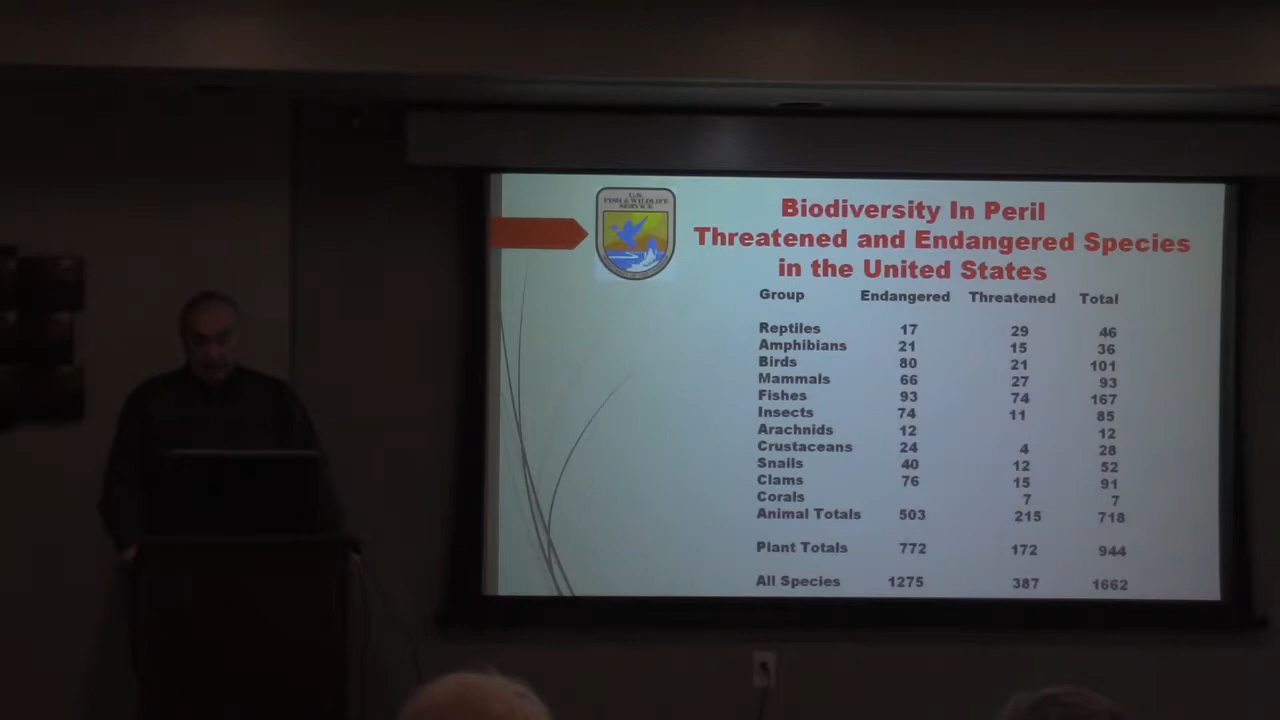 U.S.
FISH & WILDLIFE
SERVICE
Biodiversity In Peril
Threatened and Endangered Species
in the United States
Group Endangered Threatened Total
Reptiles 17 29 46
Amphibians 21 15 36
Birds 80 21 101
Mammals 66 27 93
Fishes 93 74 167
Insects 74 11 85
Arachnids 12 12
Crustaceans 24 4 28
Snails 40 12 52
Clams 76 15 91
Corals 7 7
Animal Totals 503 215 718
Plant Totals 772 172 944
All Species 1275 387 1662